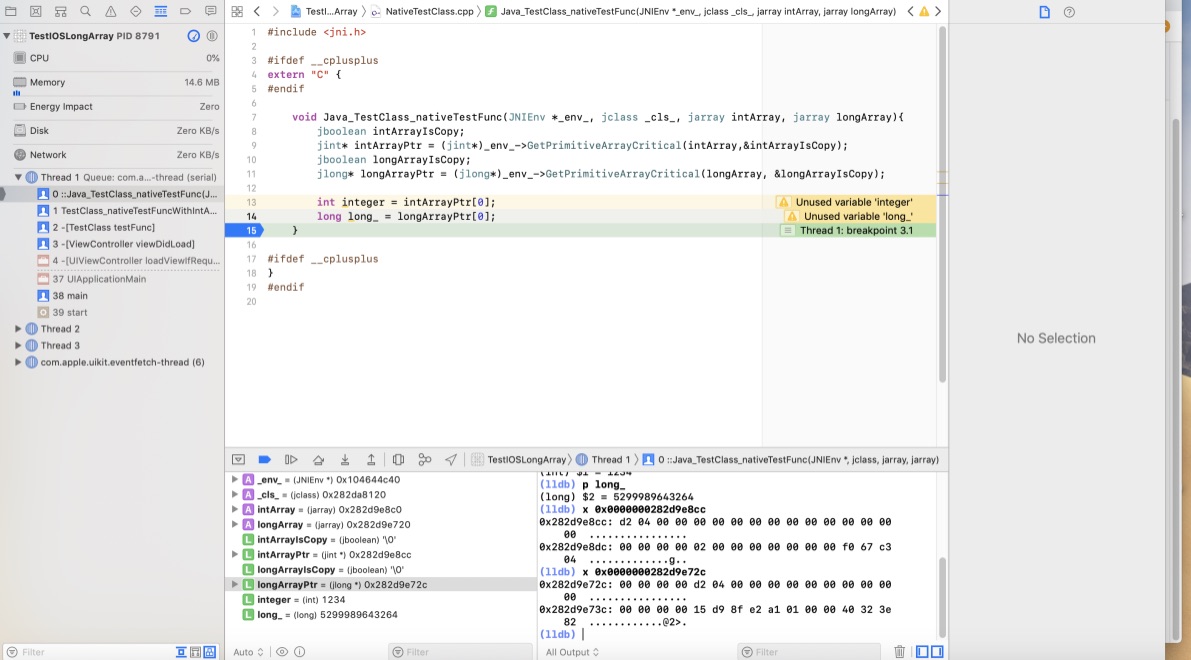 TestI...Array
NativeTestClass.cpp
Java_TestClass_nativeTestFunc(JNIEnv *_env_, jclass _cls_, jarray intArray, jarray longArray)
TestIOSLongArray PID 8791
CPU 0%
Memory 14.6 MB
Energy Impact Zero
Disk Zero KB/s
Network Zero KB/s
Thread 1 Queue: com.a...-thread (serial)
0 ::Java_TestClass_nativeTestFunc(J...
1 TestClass_nativeTestFuncWithIntA...
2 -[TestClass testFunc]
3 -[ViewController viewDidLoad]
4 -[UIViewController loadViewIfRequ...
37 UIApplicationMain
38 main
39 start
Thread 2
Thread 3
com.apple.uikit.eventfetch-thread (6)
Filter
1 #include <jni.h>
2
3 #ifdef __cplusplus
4 extern "C" {
5 #endif
6
7 void Java_TestClass_nativeTestFunc(JNIEnv *_env_, jclass _cls_, jarray intArray, jarray longArray){
8 jboolean intArrayIsCopy;
9 jint* intArrayPtr = (jint*)_env_->GetPrimitiveArrayCritical(intArray,&intArrayIsCopy);
10 jboolean longArrayIsCopy;
11 jlong* longArrayPtr = (jlong*)_env_->GetPrimitiveArrayCritical(longArray, &longArrayIsCopy);
12
13 int integer = intArrayPtr[0]; Unused variable 'integer'
14 long long_ = longArrayPtr[0]; Unused variable 'long_'
15 } Thread 1: breakpoint 3.1
16
17 #ifdef __cplusplus
18 }
19 #endif
20
No Selection
TestIOSLongArray
Thread 1
0 ::Java_TestClass_nativeTestFunc(JNIEnv *, jclass, jarray, jarray)
A _env_ = (JNIEnv *) 0x104644c40
A _cls_ = (jclass) 0x282da8120
A intArray = (jarray) 0x282d9e8c0
A longArray = (jarray) 0x282d9e720
L intArrayIsCopy = (jboolean) '\0'
L intArrayPtr = (jint *) 0x282d9e8cc
L longArrayIsCopy = (jboolean) '\0'
L longArrayPtr = (jlong *) 0x282d9e72c
L integer = (int) 1234
L long_ = (long) 5299989643264
Auto
Filter
(int) $1 = 1234
(lldb) p long_
(long) $2 = 5299989643264
(lldb) x 0x0000000282d9e8cc
0x282d9e8cc: d2 04 00 00 00 00 00 00 00 00 00 00 00 00 00
00 ................
0x282d9e8dc: 00 00 00 00 02 00 00 00 00 00 00 00 f0 67 c3
04 .............g..
(lldb) x 0x0000000282d9e72c
0x282d9e72c: 00 00 00 00 d2 04 00 00 00 00 00 00 00 00 00
00 ................
0x282d9e73c: 00 00 00 00 15 d9 8f e2 a1 01 00 00 40 32 3e
82 ............@2>.
(lldb)
All Output
Filter